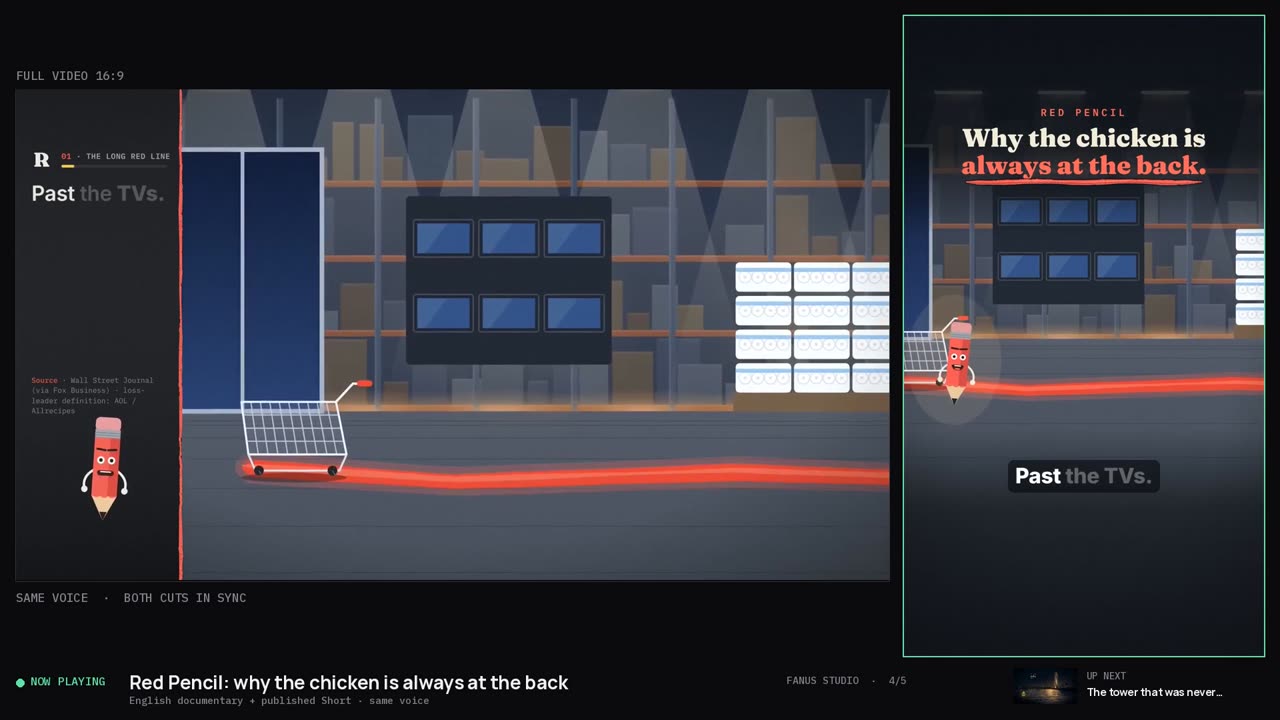 FULL VIDEO 16:9
R
01 · THE LONG RED LINE
Past the TVs.
Source · Wall Street Journal
(via Fox Business) · loss-
leader definition: AOL /
Allrecipes
SAME VOICE · BOTH CUTS IN SYNC
RED PENCIL
Why the chicken is
always at the back.
Past the TVs.
NOW PLAYING
Red Pencil: why the chicken is always at the back
English documentary + published Short · same voice
FANUS STUDIO · 4/5
UP NEXT
The tower that was never…